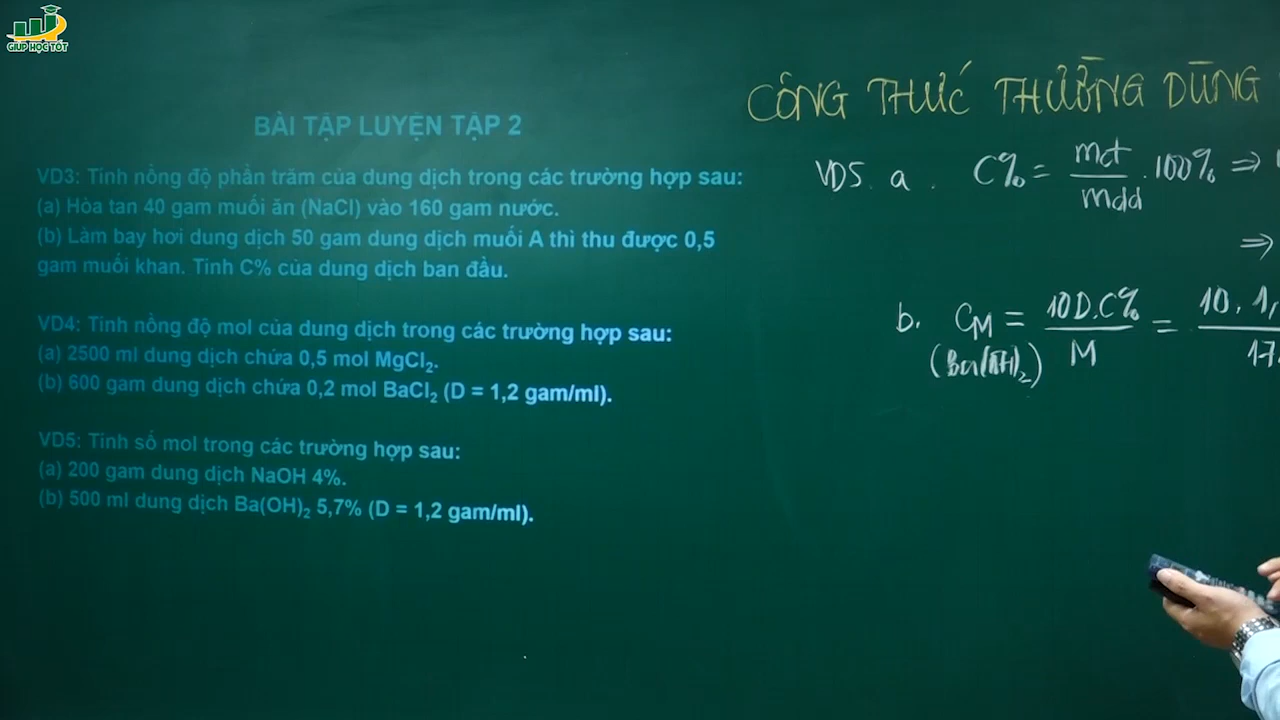 GIÚP HỌC TỐT
BÀI TẬP LUYỆN TẬP 2
VD3: Tính nồng độ phần trăm của dung dịch trong các trường hợp sau:
(a) Hòa tan 40 gam muối ăn (NaCl) vào 160 gam nước.
(b) Làm bay hơi dung dịch 50 gam dung dịch muối A thì thu được 0,5
gam muối khan. Tính C% của dung dịch ban đầu.
VD4: Tính nồng độ mol của dung dịch trong các trường hợp sau:
(a) 2500 ml dung dịch chứa 0,5 mol MgCl₂.
(b) 600 gam dung dịch chứa 0,2 mol BaCl₂ (D = 1,2 gam/ml).
VD5: Tính số mol trong các trường hợp sau:
(a) 200 gam dung dịch NaOH 4%.
(b) 500 ml dung dịch Ba(OH)₂ 5,7% (D = 1,2 gam/ml).
CÔNG THỨC THƯỜNG DÙNG
VD5. a. C% = mct / mdd . 100% ⇒
⇒
b. CM = 10D.C% / M = 10. 1, / 17
(Ba(OH)₂)